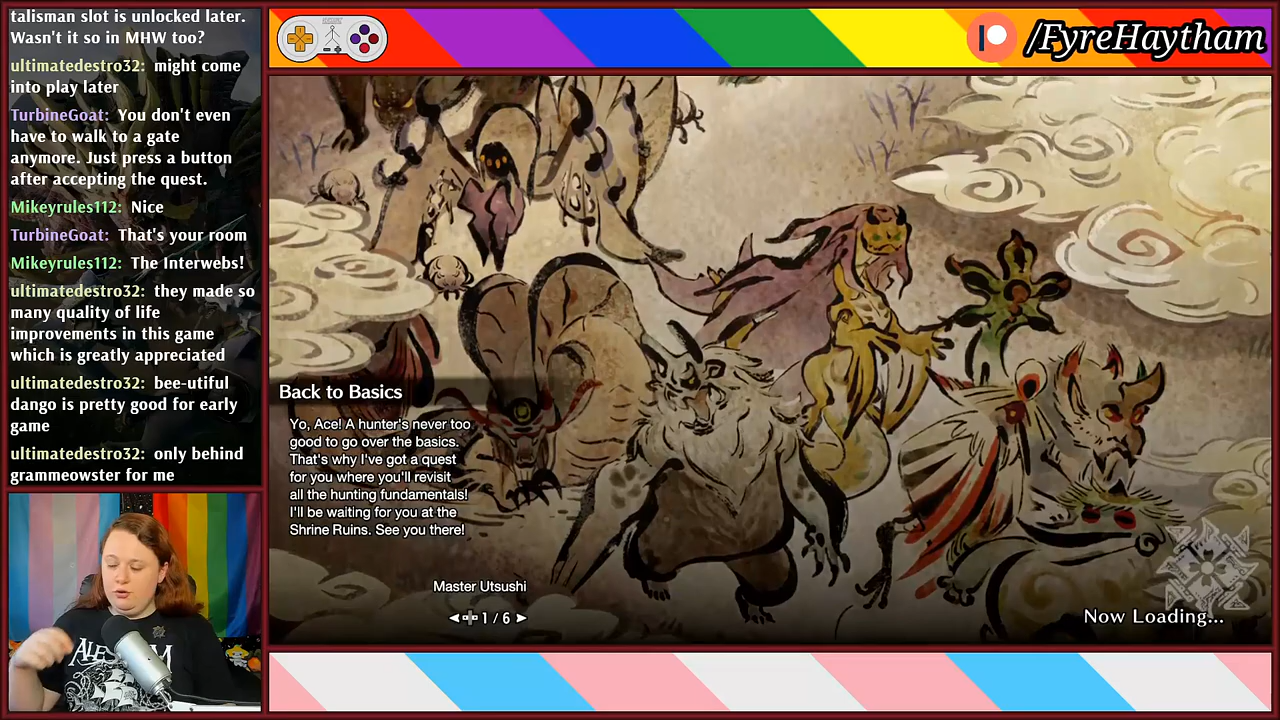 talisman slot is unlocked later.
Wasn't it so in MHW too?
ultimatedestro32: might come
into play later
TurbineGoat: You don't even
have to walk to a gate
anymore. Just press a button
after accepting the quest.
Mikeyrules112: Nice
TurbineGoat: That's your room
Mikeyrules112: The Interwebs!
ultimatedestro32: they made so
many quality of life
improvements in this game
which is greatly appreciated
ultimatedestro32: bee-utiful
dango is pretty good for early
game
ultimatedestro32: only behind
grammeowster for me
/FyreHaytham
Back to Basics
Yo, Ace! A hunter's never too
good to go over the basics.
That's why I've got a quest
for you where you'll revisit
all the hunting fundamentals!
I'll be waiting for you at the
Shrine Ruins. See you there!
Master Utsushi
1 / 6
Now Loading...